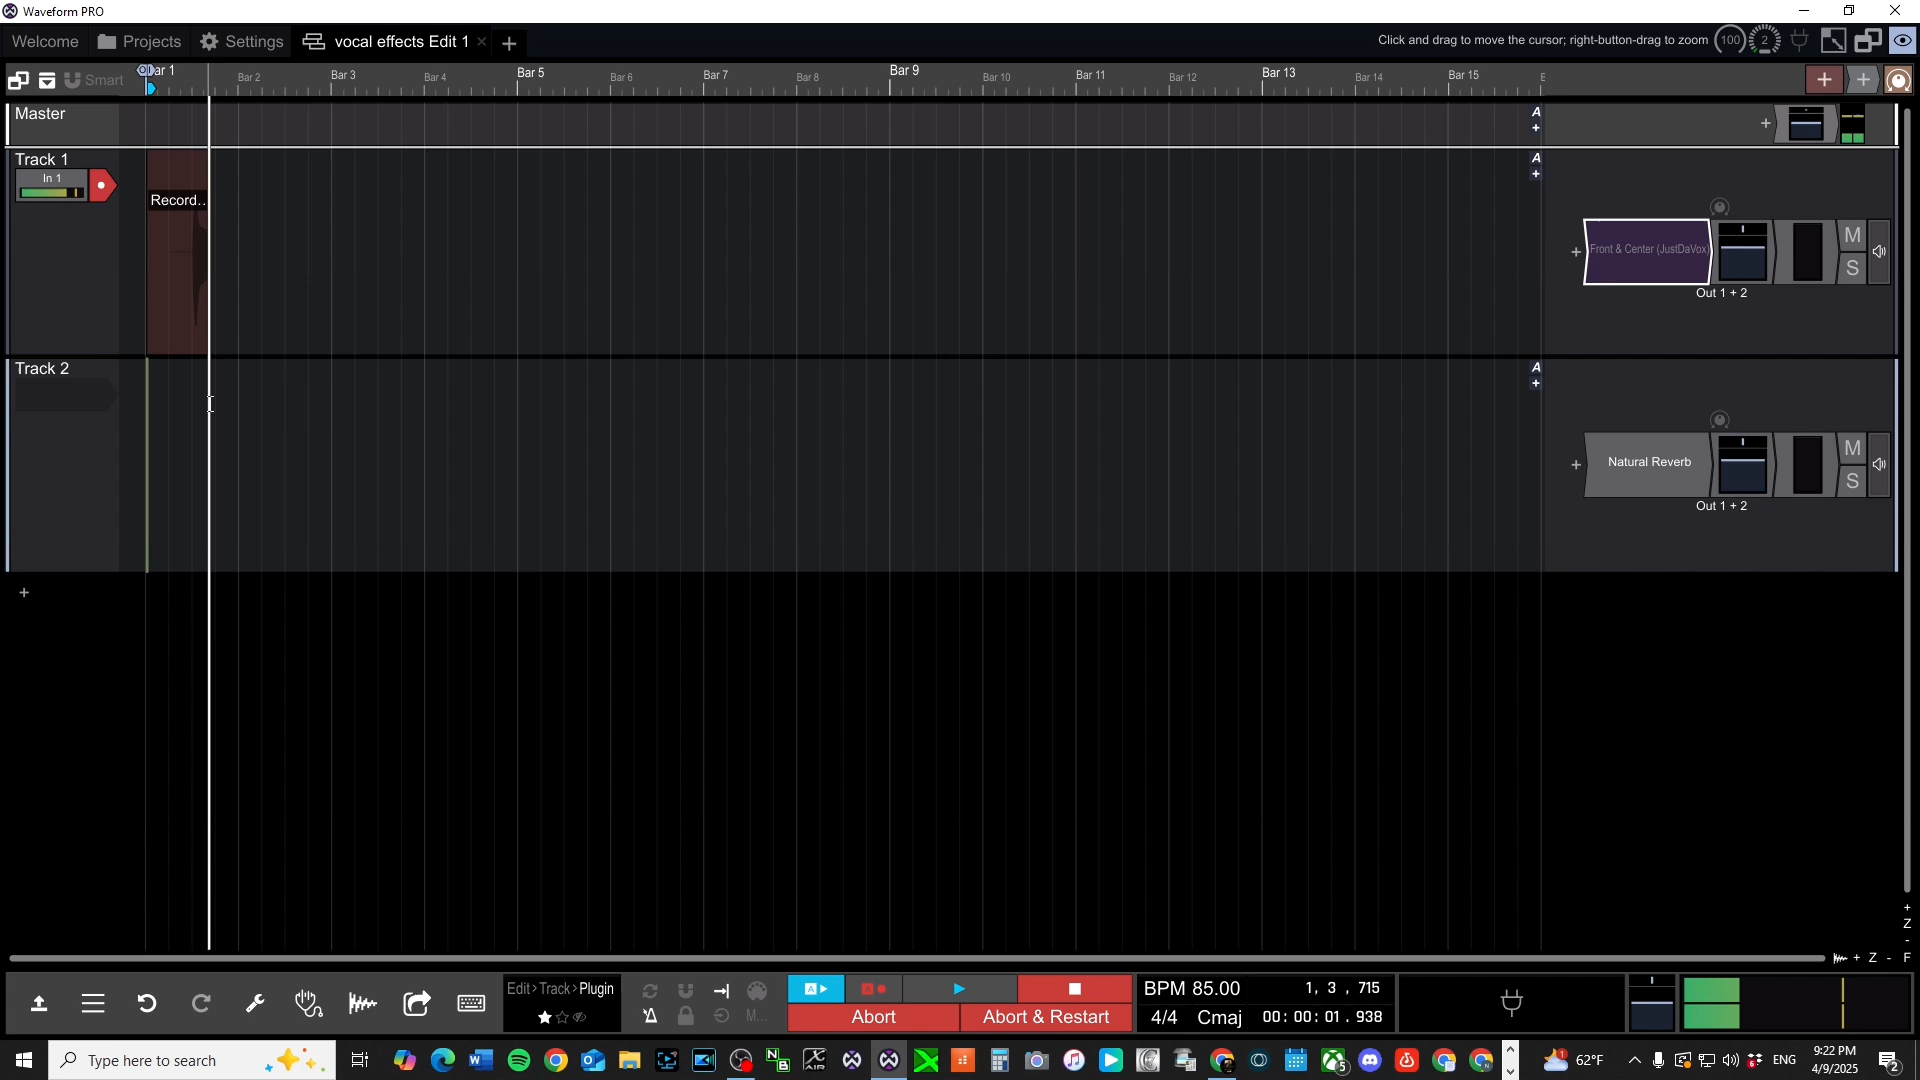 Waveform PRO
Welcome
Projects
Settings
vocal effects Edit 1
Click and drag to move the cursor; right-button-drag to zoom
100
2
Smart
Bar 2
Bar 3
Bar 4
Bar 5
Bar 6
Bar 7
Bar 8
Bar 9
Bar 10
Bar 11
Bar 12
Bar 13
Bar 14
Bar 15
Master
A
Track 1
In 1
Record..
A
Front & Center (JustDaVox)
M
S
Out 1 + 2
Track 2
A
Natural Reverb
M
S
Out 1 + 2
+ Z - F
+ Z -
Edit>Track>Plugin
M...
A
A
Abort
Abort & Restart
BPM 85.00
1, 3 , 715
4/4 Cmaj 00: 00: 01 . 938
Type here to search
62°F
ENG
9:22 PM
4/9/2025
2